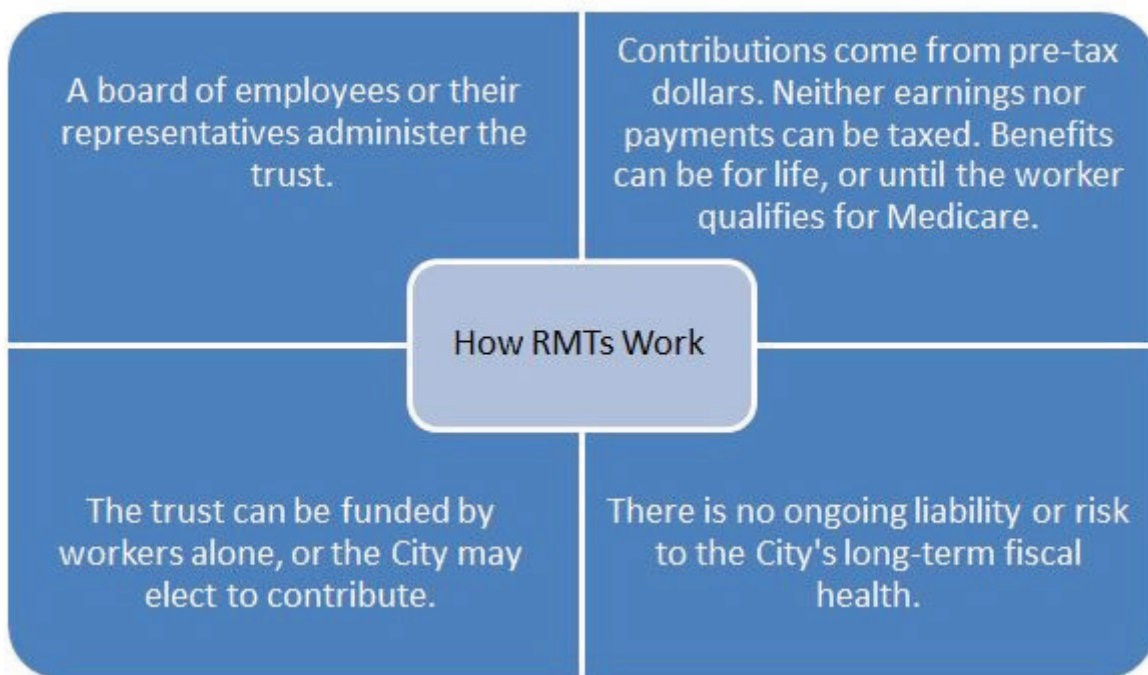 A board of employees or their
representatives administer the
trust.
Contributions come from pre-tax
dollars. Neither earnings nor
payments can be taxed. Benefits
can be for life, or until the worker
qualifies for Medicare.
How RMTs Work
The trust can be funded by
workers alone, or the City may
elect to contribute.
There is no ongoing liability or risk
to the City's long-term fiscal
health.